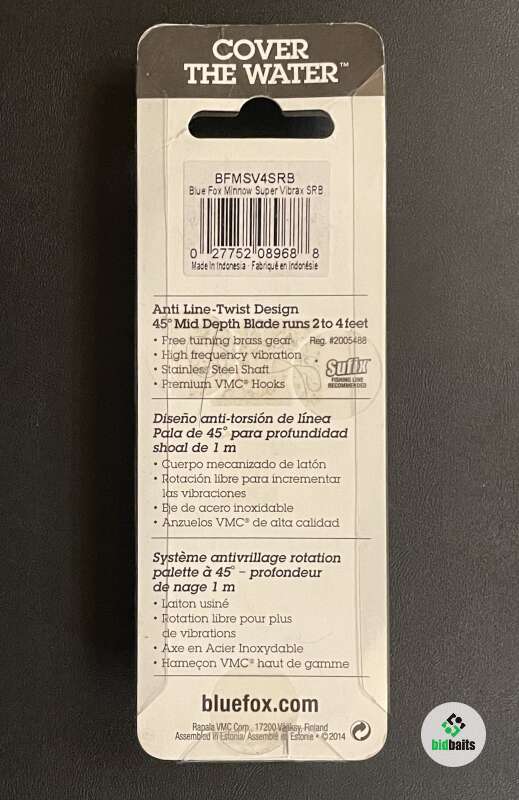 COVER
THE WATER™
BFMSV4SRB
Blue Fox Minnow Super Vibrax SRB
0 27752 08968 8
Made In Indonesia · Fabriqué en Indonésie
Anti Line-Twist Design
45° Mid Depth Blade runs 2 to 4 feet
• Free turning brass gear Reg. #2005488
• High frequency vibration
• Stainless Steel Shaft
• Premium VMC® Hooks
Sufix
FISHING LINE
RECOMMENDED
Diseño anti-torsión de línea
Pala de 45° para profundidad
shoal de 1 m
• Cuerpo mecanizado de latón
• Rotación libre para incrementar
las vibraciones
• Eje de acero inoxidable
• Anzuelos VMC® de alta calidad
Système antivrillage rotation
palette à 45° – profondeur
de nage 1 m
• Laiton usiné
• Rotation libre pour plus
de vibrations
• Axe en Acier Inoxydable
• Hameçon VMC® haut de gamme
bluefox.com
Rapala VMC Corp., 17200 Vääksy, Finland
Assembled in Estonia/ Assemblé en Estonie • ©2014
bidbaits